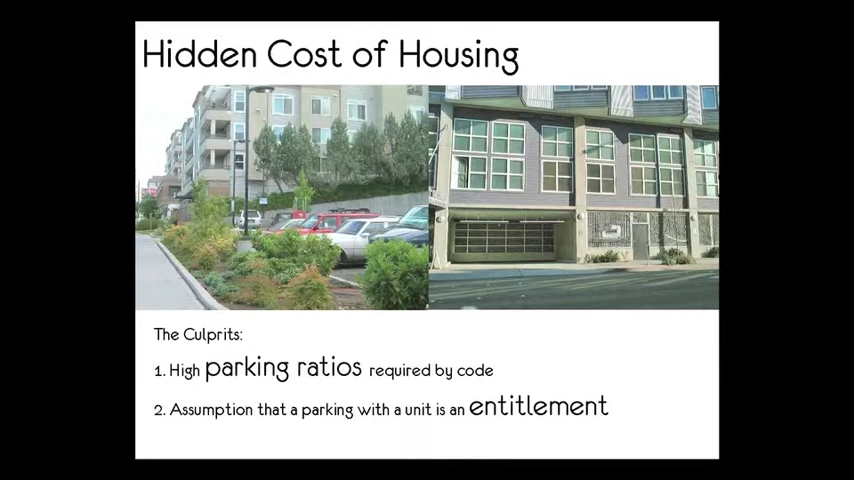 Hidden Cost of Housing
The Culprits:
1. High parking ratios required by code
2. Assumption that a parking with a unit is an entitlement